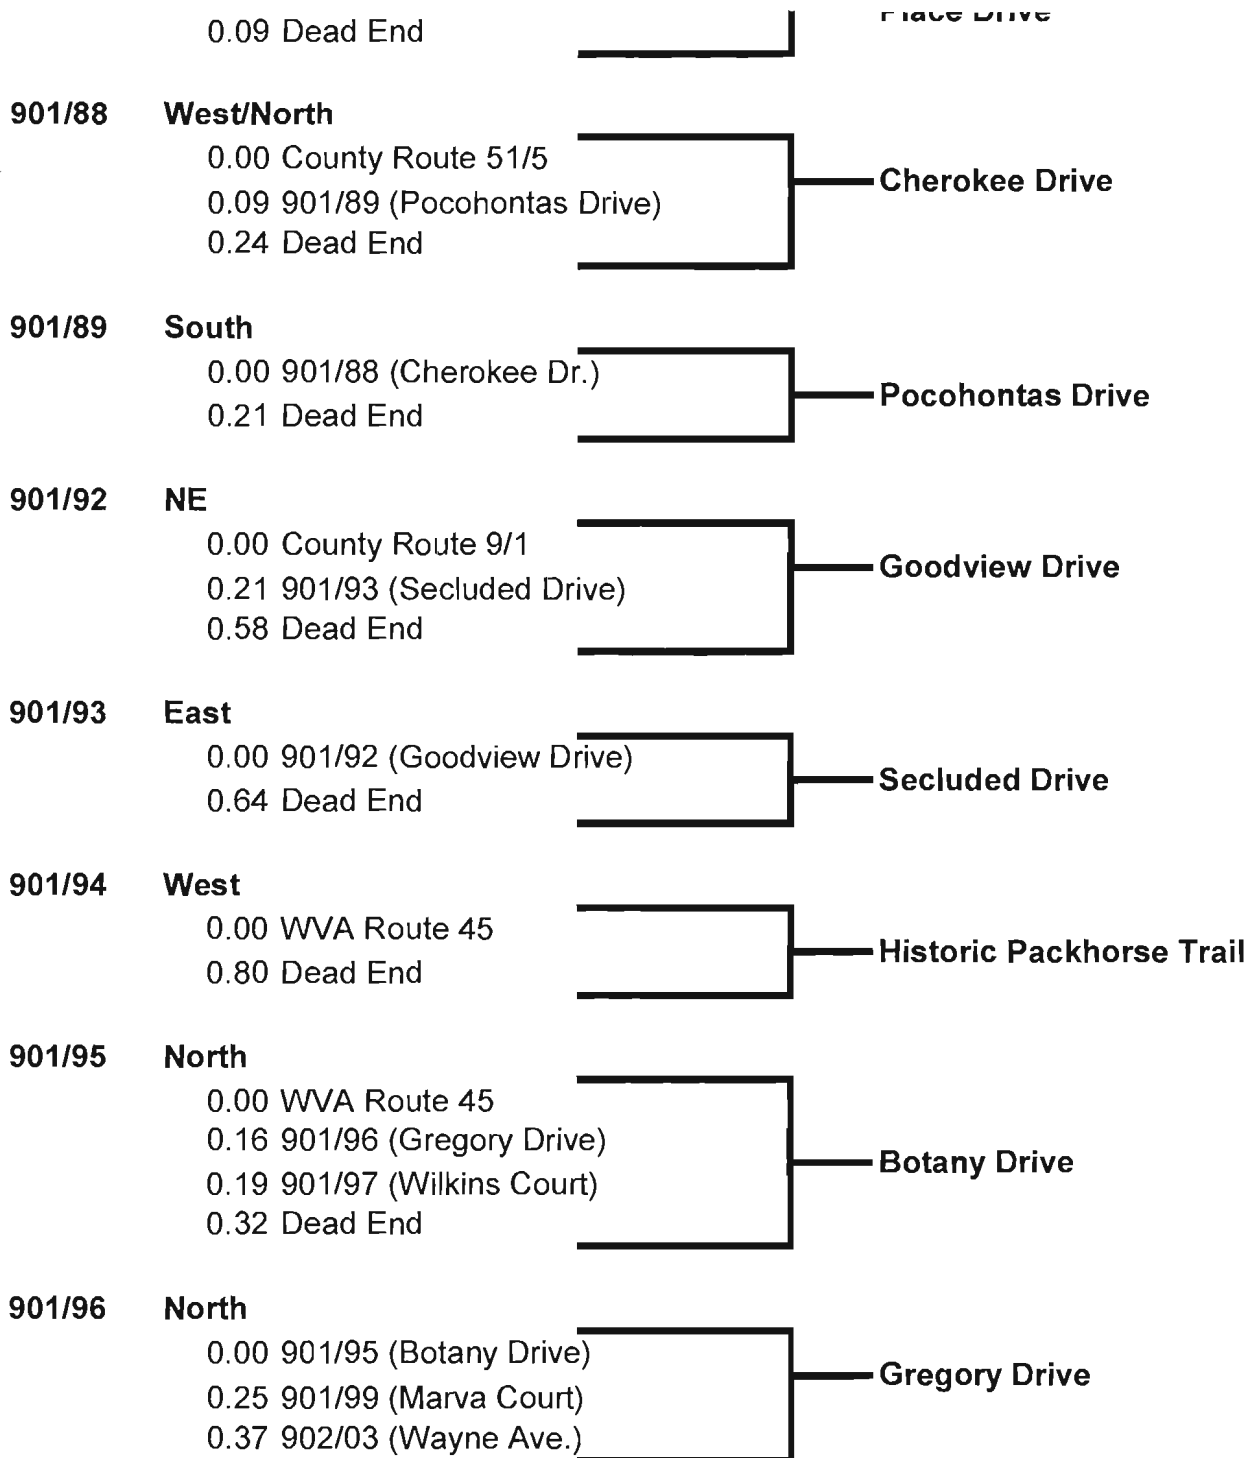 Place Drive
0.09 Dead End
901/88 West/North
0.00 County Route 51/5
Cherokee Drive
0.09 901/89 (Pocohontas Drive)
0.24 Dead End
901/89 South
0.00 901/88 (Cherokee Dr.)
Pocohontas Drive
0.21 Dead End
901/92 NE
0.00 County Route 9/1
Goodview Drive
0.21 901/93 (Secluded Drive)
0.58 Dead End
901/93 East
0.00 901/92 (Goodview Drive)
Secluded Drive
0.64 Dead End
901/94 West
0.00 WVA Route 45
Historic Packhorse Trail
0.80 Dead End
901/95 North
0.00 WVA Route 45
0.16 901/96 (Gregory Drive)
Botany Drive
0.19 901/97 (Wilkins Court)
0.32 Dead End
901/96 North
0.00 901/95 (Botany Drive)
Gregory Drive
0.25 901/99 (Marva Court)
0.37 902/03 (Wayne Ave.)